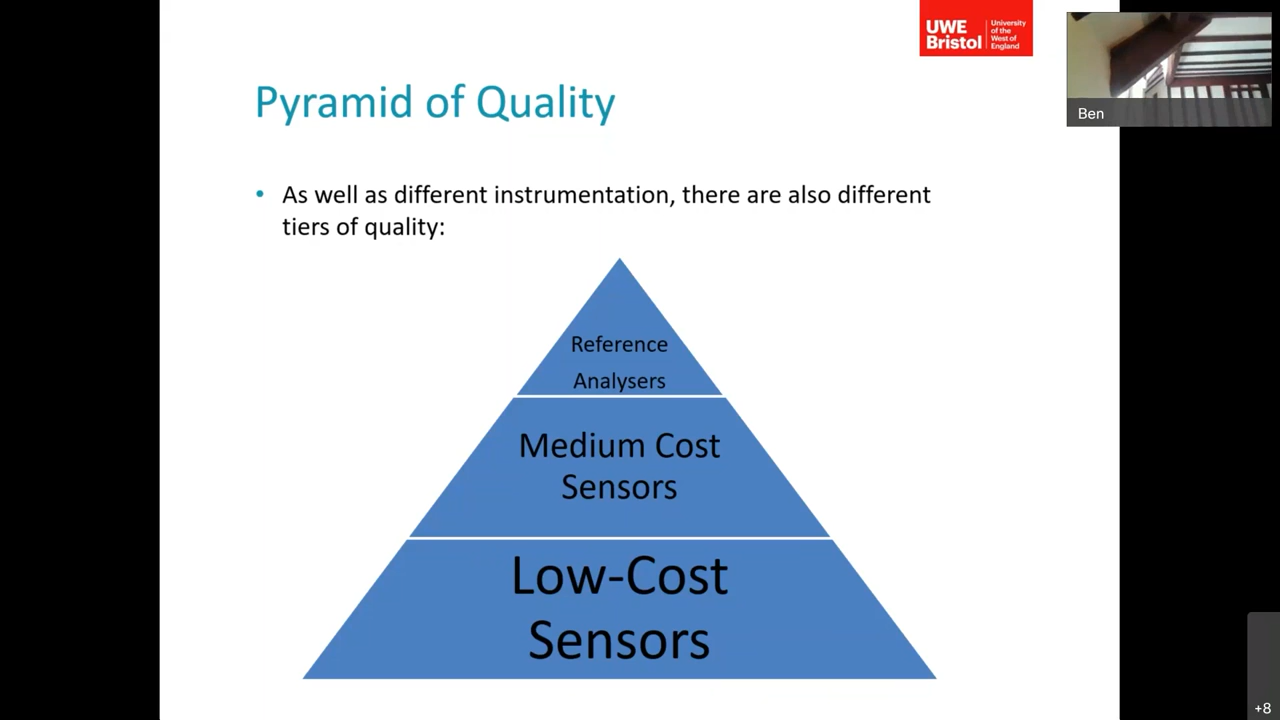 UWE
Bristol
University
of the
West of
England
Ben
Pyramid of Quality
• As well as different instrumentation, there are also different
tiers of quality:
Reference
Analysers
Medium Cost
Sensors
Low-Cost
Sensors
+8